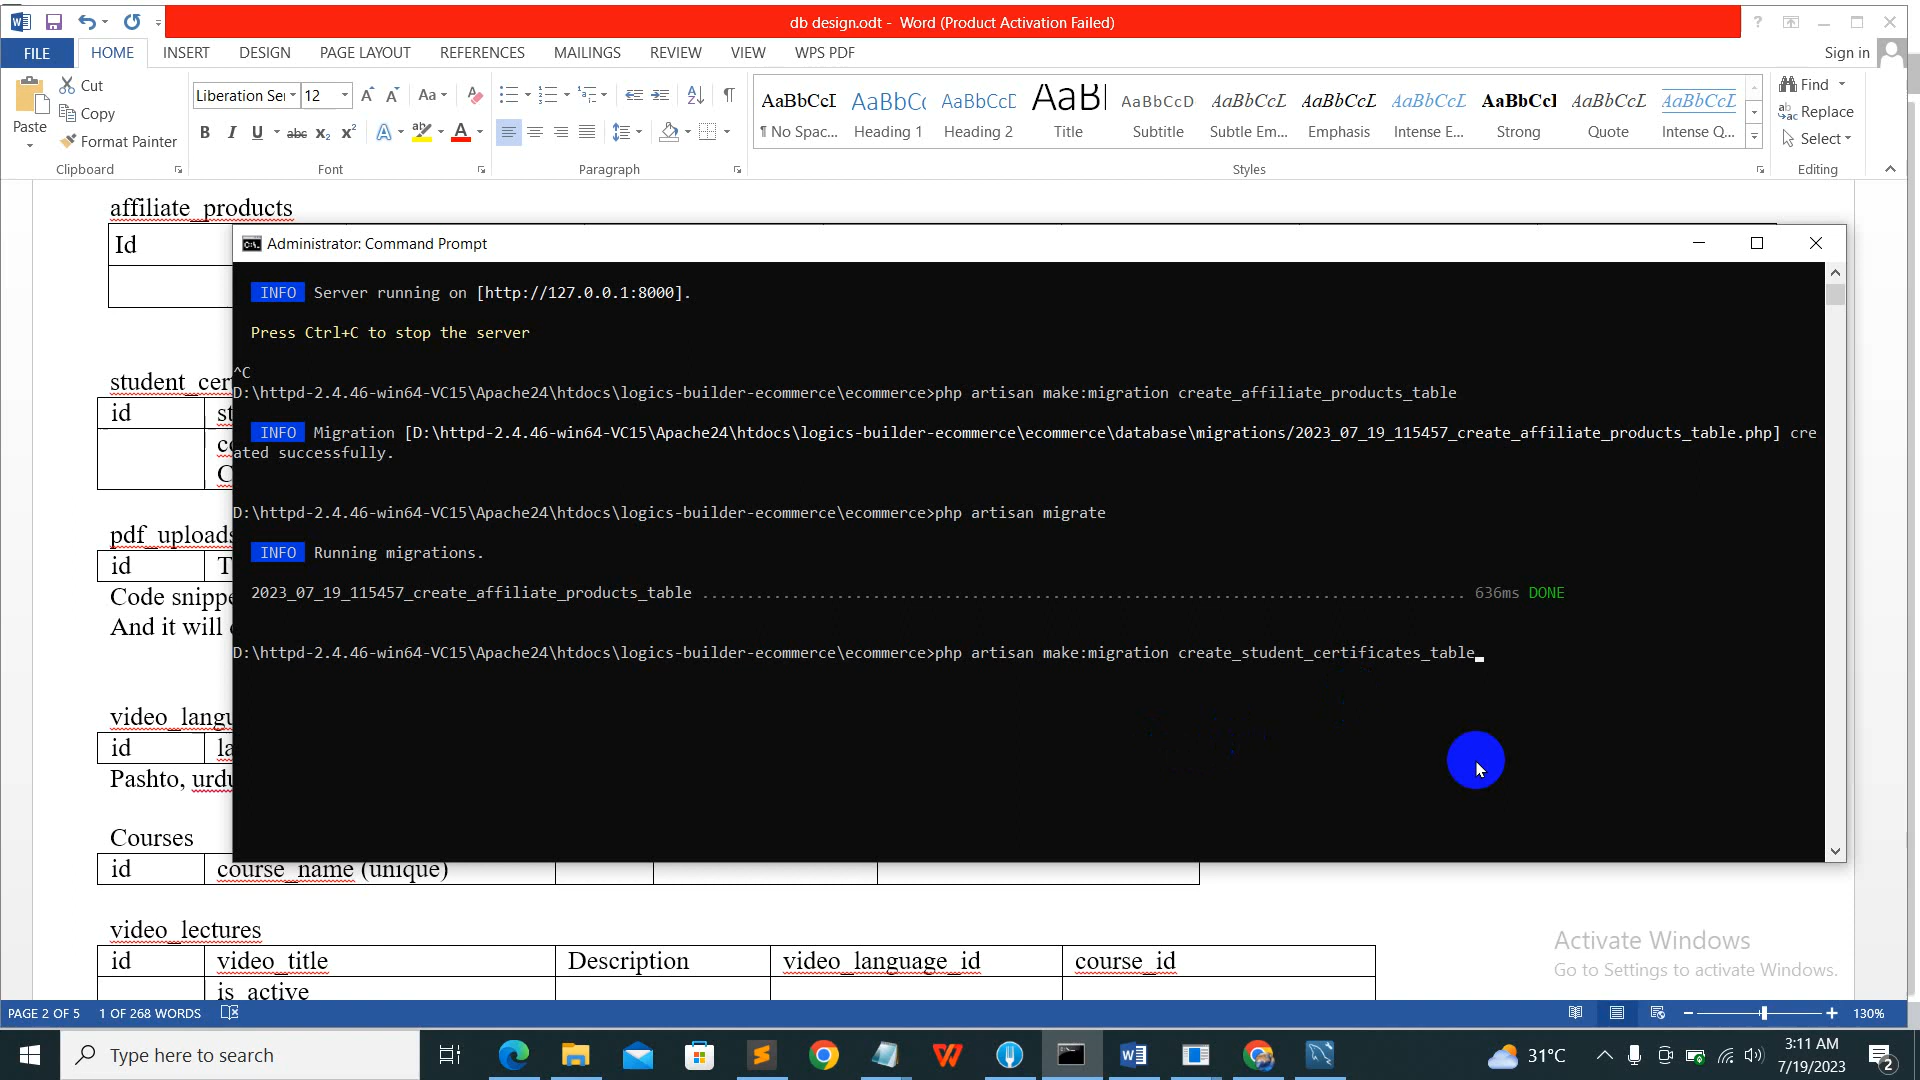 db design.odt - Word (Product Activation Failed)
FILE HOME INSERT DESIGN PAGE LAYOUT REFERENCES MAILINGS REVIEW VIEW WPS PDF Sign in
Paste
Cut
Copy
Format Painter
Clipboard
Liberation Se 12
Font
Paragraph
AaBbCcI AaBbC AaBbCcC AaB AaBbCcD AaBbCcL AaBbCcL AaBbCcL AaBbCcl AaBbCcL AaBbCcL
¶ No Spac... Heading 1 Heading 2 Title Subtitle Subtle Em... Emphasis Intense E... Strong Quote Intense Q...
Styles
Find
Replace
Select
Editing
affiliate_products
Id
student_cer
id st
co
C
pdf_uploads
id T
Code snippe
And it will
video_langu
id la
Pashto, urdu
Courses
id course_name (unique)
video_lectures
id video_title Description video_language_id course_id
is_active
Administrator: Command Prompt
INFO Server running on [http://127.0.0.1:8000].
Press Ctrl+C to stop the server
^C
D:\httpd-2.4.46-win64-VC15\Apache24\htdocs\logics-builder-ecommerce\ecommerce>php artisan make:migration create_affiliate_products_table
INFO Migration [D:\httpd-2.4.46-win64-VC15\Apache24\htdocs\logics-builder-ecommerce\ecommerce\database\migrations/2023_07_19_115457_create_affiliate_products_table.php] cre
ated successfully.
D:\httpd-2.4.46-win64-VC15\Apache24\htdocs\logics-builder-ecommerce\ecommerce>php artisan migrate
INFO Running migrations.
2023_07_19_115457_create_affiliate_products_table ..................................................................................... 636ms DONE
D:\httpd-2.4.46-win64-VC15\Apache24\htdocs\logics-builder-ecommerce\ecommerce>php artisan make:migration create_student_certificates_table
Activate Windows
Go to Settings to activate Windows.
PAGE 2 OF 5 1 OF 268 WORDS 130%
Type here to search
31°C
3:11 AM
7/19/2023
2